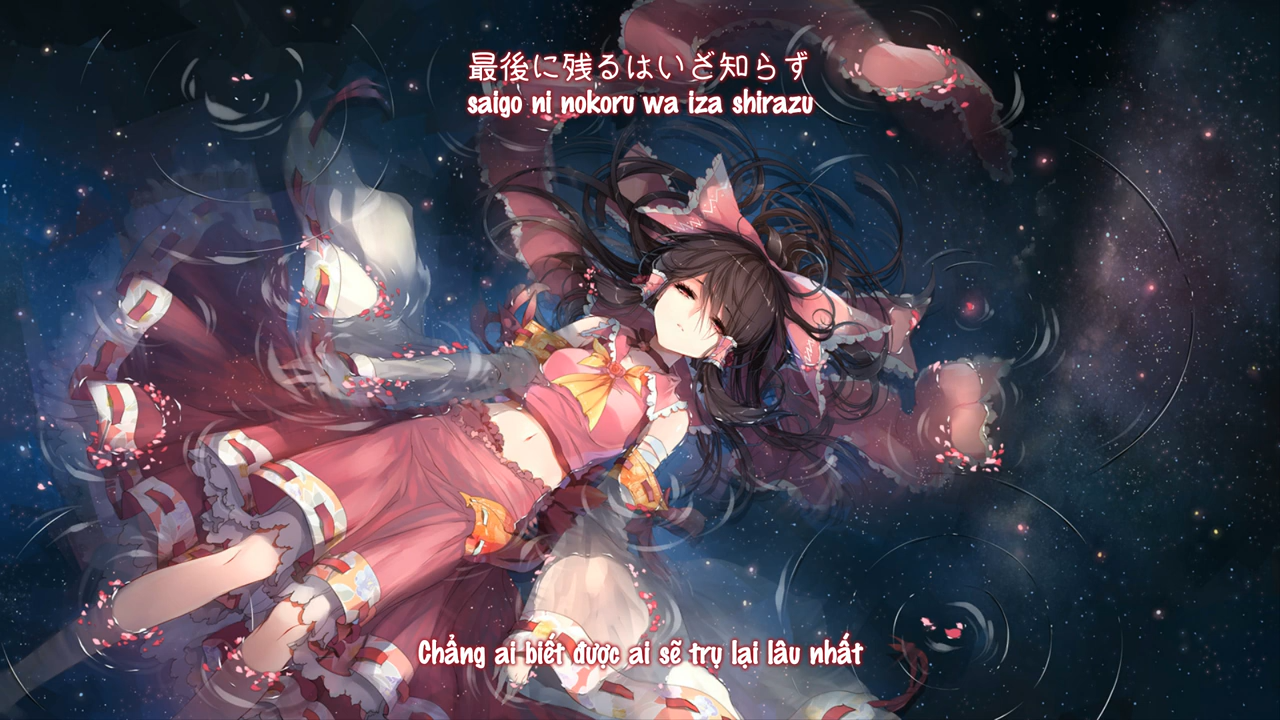 最後に残るはいざ知らず
saigo ni nokoru wa iza shirazu
Chẳng ai biết được ai sẽ trụ lại lâu nhất